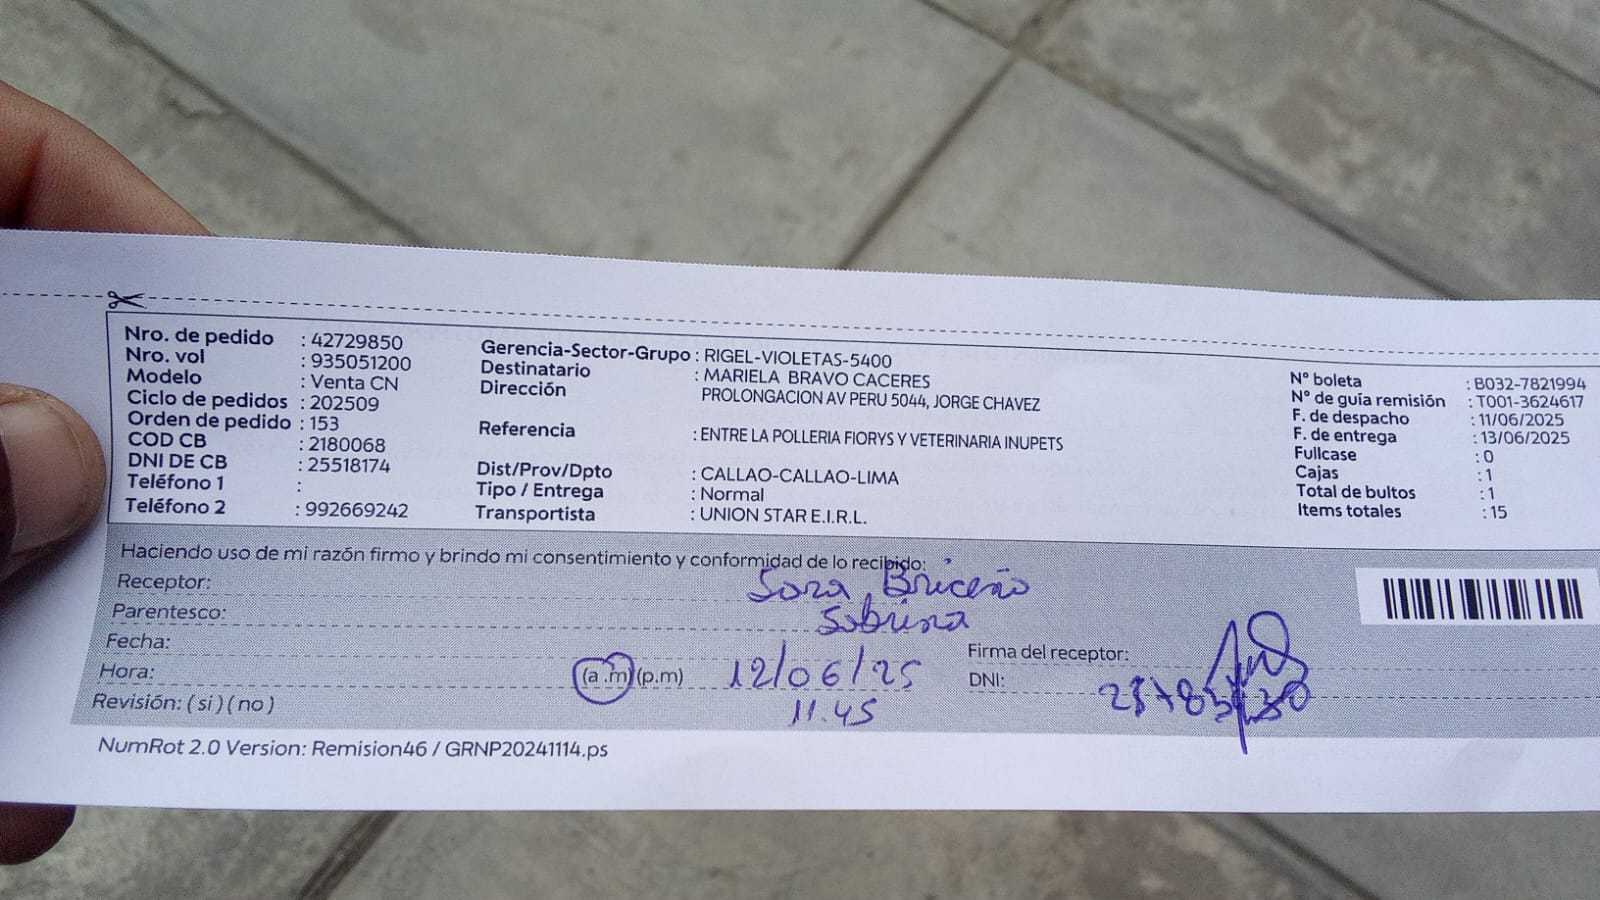 Nro. de pedido : 42729850
Nro. vol : 935051200
Modelo : Venta CN
Ciclo de pedidos : 202509
Orden de pedido : 153
COD CB : 2180068
DNI DE CB : 25518174
Teléfono 1 :
Teléfono 2 : 992669242
Gerencia-Sector-Grupo : RIGEL-VIOLETAS-5400
Destinatario : MARIELA BRAVO CACERES
Dirección PROLONGACION AV PERU 5044, JORGE CHAVEZ
Referencia : ENTRE LA POLLERIA FIORYS Y VETERINARIA INUPETS
Dist/Prov/Dpto : CALLAO-CALLAO-LIMA
Tipo / Entrega : Normal
Transportista : UNION STAR E.I.R.L.
N° boleta : B032-7821994
N° de guía remisión : T001-3624617
F. de despacho : 11/06/2025
F. de entrega : 13/06/2025
Fullcase : 0
Cajas : 1
Total de bultos : 1
Items totales : 15
Haciendo uso de mi razón firmo y brindo mi consentimiento y conformidad de lo recibido:
Receptor: Sara Briceño
Parentesco: Sobrina
Fecha: 12/06/25
Hora: (a .m) (p.m) 11.45
Revisión: ( si ) ( no )
Firma del receptor:
DNI:
NumRot 2.0 Version: Remision46 / GRNP20241114.ps